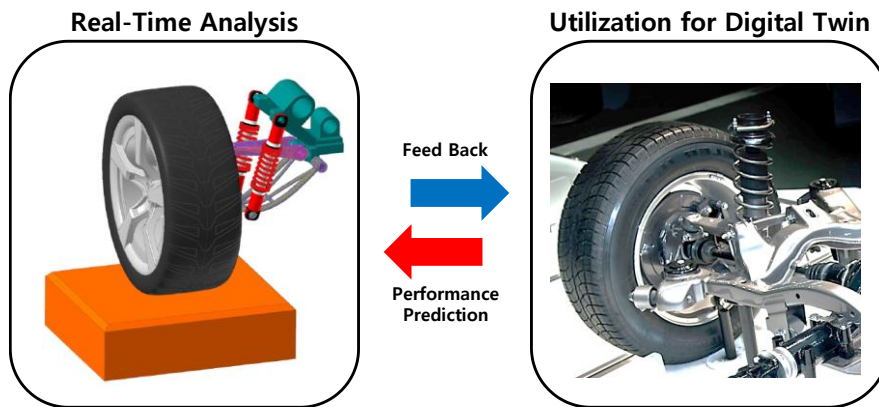 Real-Time Analysis
Utilization for Digital Twin
Feed Back
Performance
Prediction